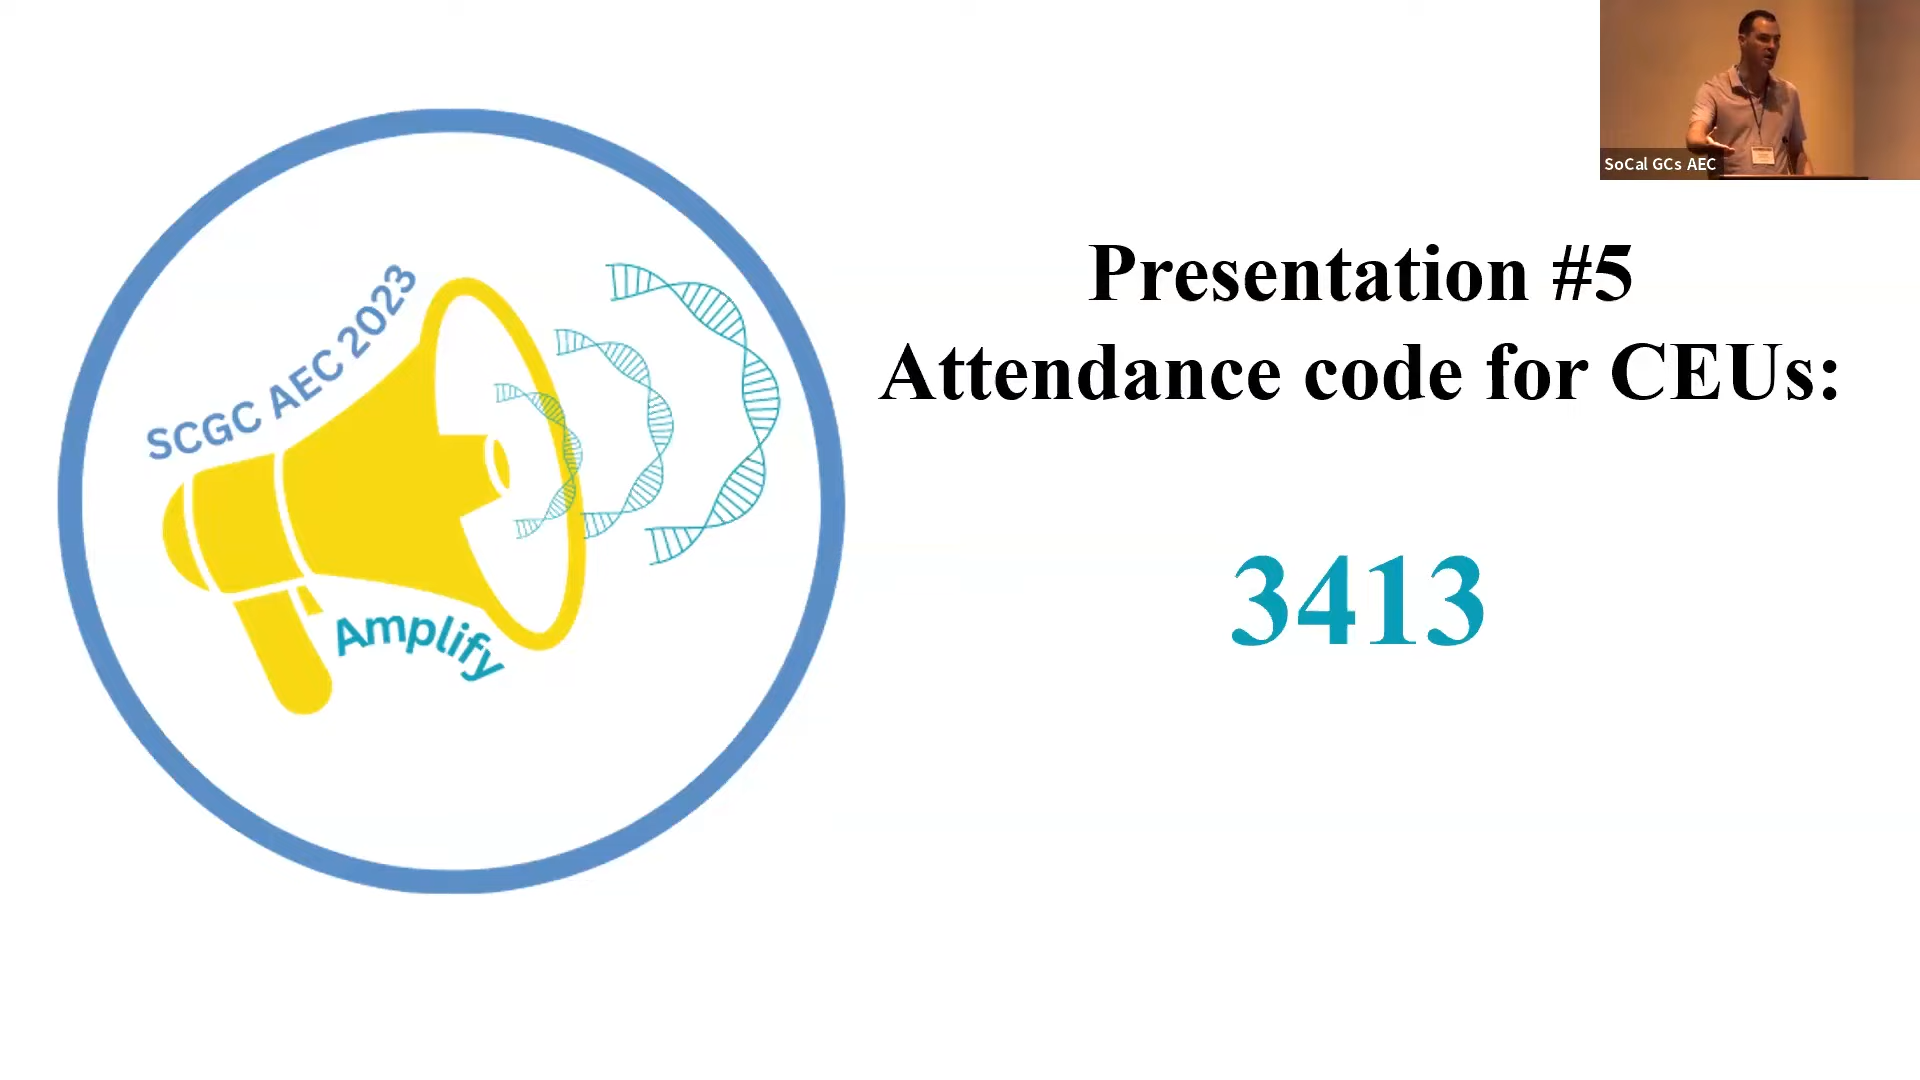 SoCal GCs AEC
SCGC AEC 2023
Amplify
Presentation #5
Attendance code for CEUs:
3413